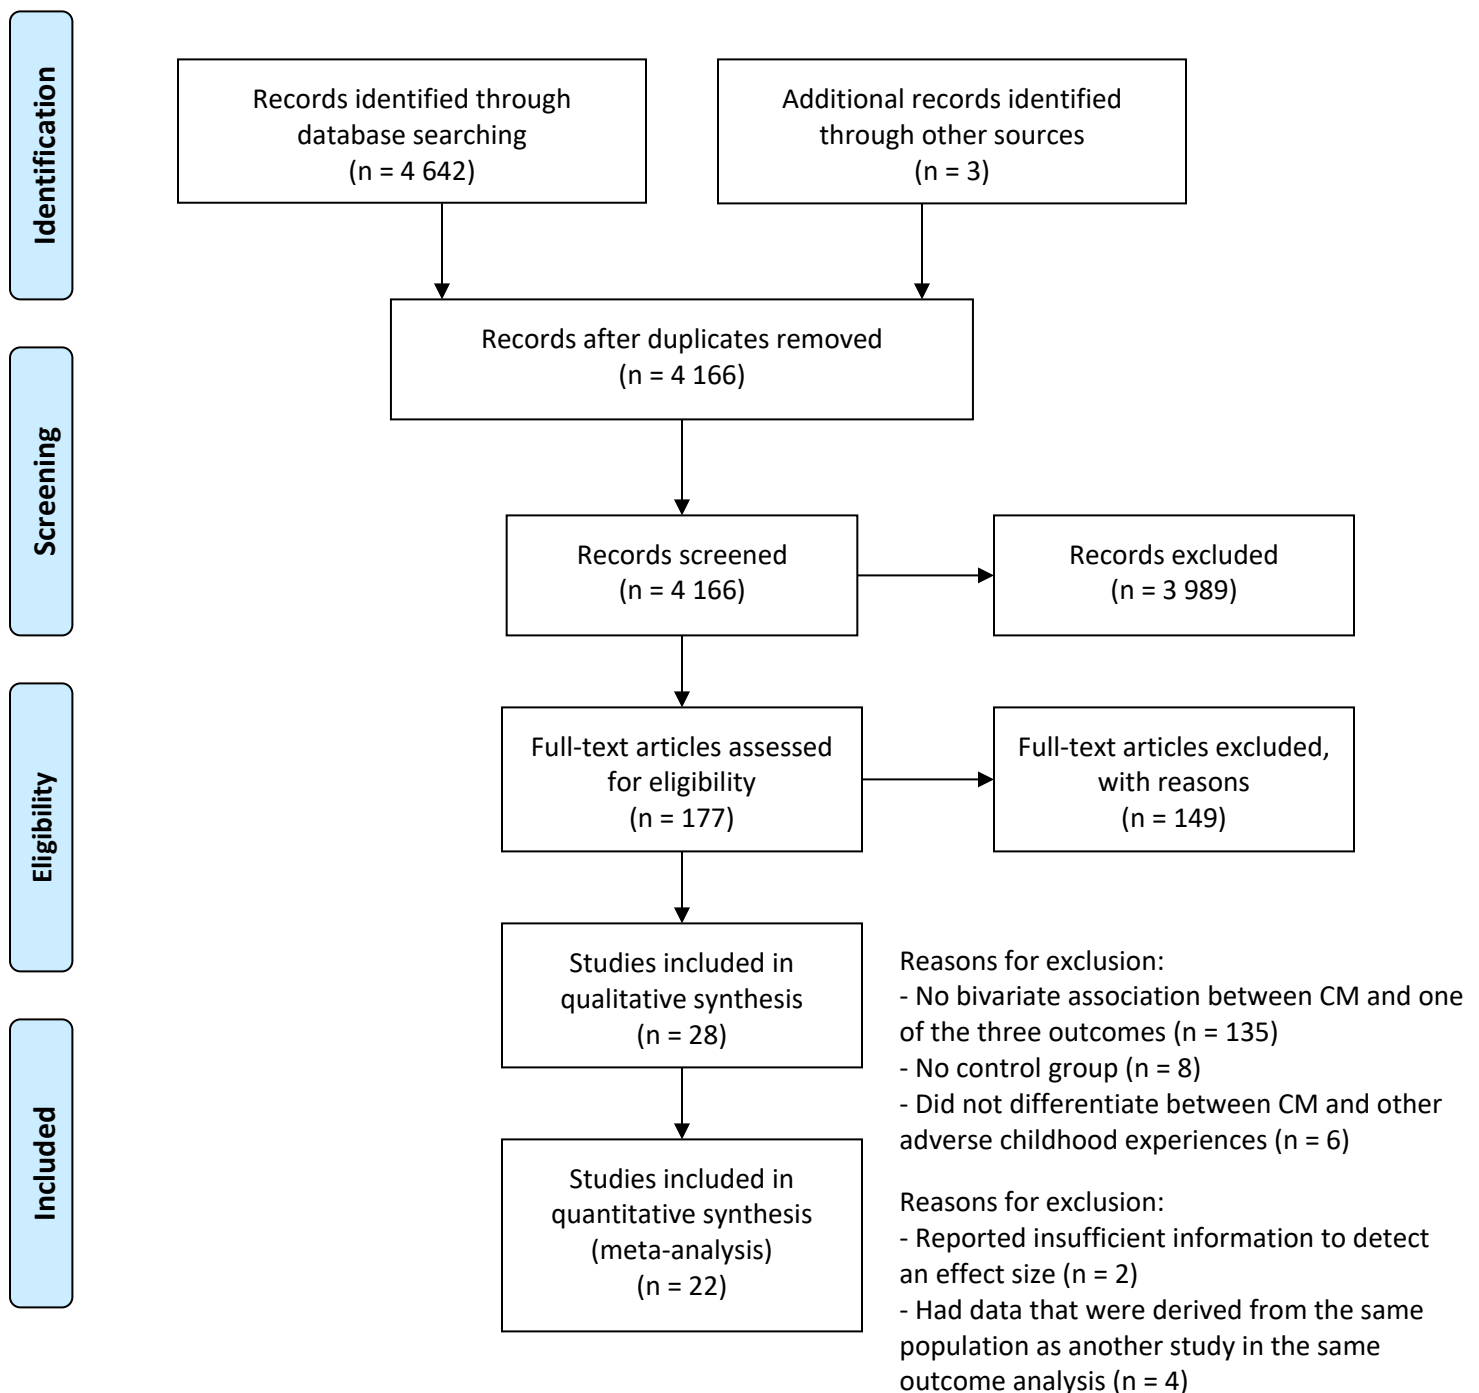 Identification
Records identified through
database searching
(n = 4 642)
Additional records identified
through other sources
(n = 3)
Records after duplicates removed
(n = 4 166)
Screening
Records screened
(n = 4 166)
Records excluded
(n = 3 989)
Eligibility
Full-text articles assessed
for eligibility
(n = 177)
Full-text articles excluded,
with reasons
(n = 149)
Studies included in
qualitative synthesis
(n = 28)
Reasons for exclusion:
- No bivariate association between CM and one
of the three outcomes (n = 135)
- No control group (n = 8)
- Did not differentiate between CM and other
adverse childhood experiences (n = 6)
Included
Studies included in
quantitative synthesis
(meta-analysis)
(n = 22)
Reasons for exclusion:
- Reported insufficient information to detect
an effect size (n = 2)
- Had data that were derived from the same
population as another study in the same
outcome analysis (n = 4)